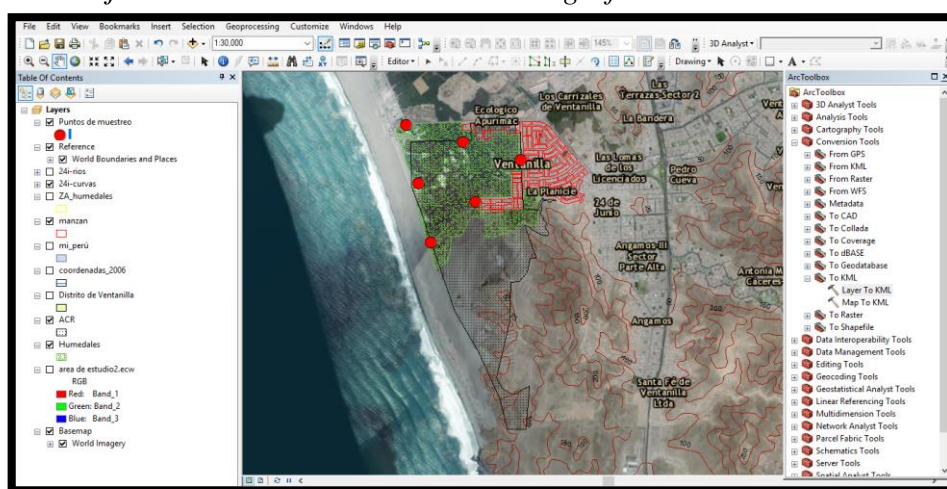 File Edit View Bookmarks Insert Selection Geoprocessing Customize Windows Help
1:30,000
145%
3D Analyst
Editor
Drawing
Table Of Contents
Layers
Puntos de muestreo
Reference
World Boundaries and Places
24i-rios
24i-curvas
ZA_humedales
manzan
mi_perú
coordenadas_2006
Distrito de Ventanilla
ACR
Humedales
area de estudio2.ecw
RGB
Red: Band_1
Green: Band_2
Blue: Band_3
Basemap
World Imagery
Los Carrizales
de Ventanilla
Las
Terrazas-Sector 2
Ecologico
Apurimac
La Bandera
Ventanilla
Las Lomas
de los
Licenciados
Pedro
Cueva
La Planicie
24 de
Junio
Angamos III
Sector
Parte Alta
Antonia M
Cáceres
Angamos
Santa Fé de
Ventanilla
Ltda
ArcToolbox
ArcToolbox
3D Analyst Tools
Analysis Tools
Cartography Tools
Conversion Tools
From GPS
From KML
From Raster
From WFS
Metadata
To CAD
To Collada
To Coverage
To dBASE
To Geodatabase
To KML
Layer To KML
Map To KML
To Raster
To Shapefile
Data Interoperability Tools
Data Management Tools
Editing Tools
Geocoding Tools
Geostatistical Analyst Tools
Linear Referencing Tools
Multidimension Tools
Network Analyst Tools
Parcel Fabric Tools
Schematics Tools
Server Tools
Spatial Analyst Tools